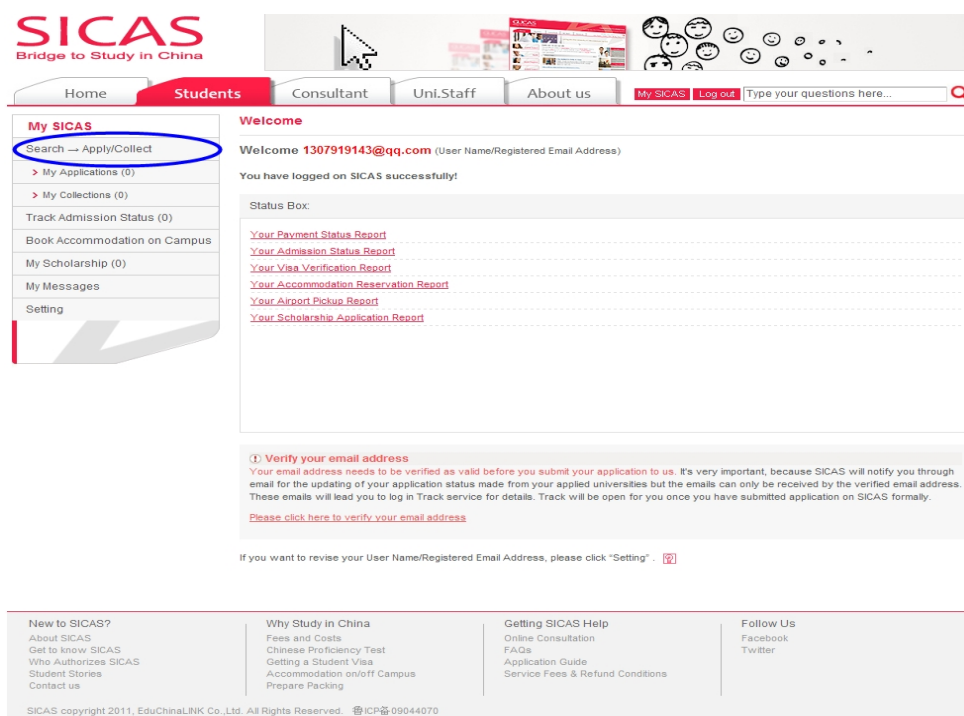 SICAS
Bridge to Study in China
Home
Students
Consultant
Uni.Staff
About us
My SICAS
Log out
Type your questions here...
My SICAS
Search → Apply/Collect
My Applications (0)
My Collections (0)
Track Admission Status (0)
Book Accommodation on Campus
My Scholarship (0)
My Messages
Setting
Welcome
Welcome 1307919143@qq.com (User Name/Registered Email Address)
You have logged on SICAS successfully!
Status Box:
Your Payment Status Report
Your Admission Status Report
Your Visa Verification Report
Your Accommodation Reservation Report
Your Airport Pickup Report
Your Scholarship Application Report
Verify your email address
Your email address needs to be verified as valid before you submit your application to us. It's very important, because SICAS will notify you through
email for the updating of your application status made from your applied universities but the emails can only be received by the verified email address.
These emails will lead you to log in Track service for details. Track will be open for you once you have submitted application on SICAS formally.
Please click here to verify your email address
If you want to revise your User Name/Registered Email Address, please click “Setting” .
New to SICAS?
About SICAS
Get to know SICAS
Who Authorizes SICAS
Student Stories
Contact us
Why Study in China
Fees and Costs
Chinese Proficiency Test
Getting a Student Visa
Accommodation on/off Campus
Prepare Packing
Getting SICAS Help
Online Consultation
FAQs
Application Guide
Service Fees & Refund Conditions
Follow Us
Facebook
Twitter
SICAS copyright 2011, EduChinaLINK Co.,Ltd. All Rights Reserved. 鲁ICP备09044070